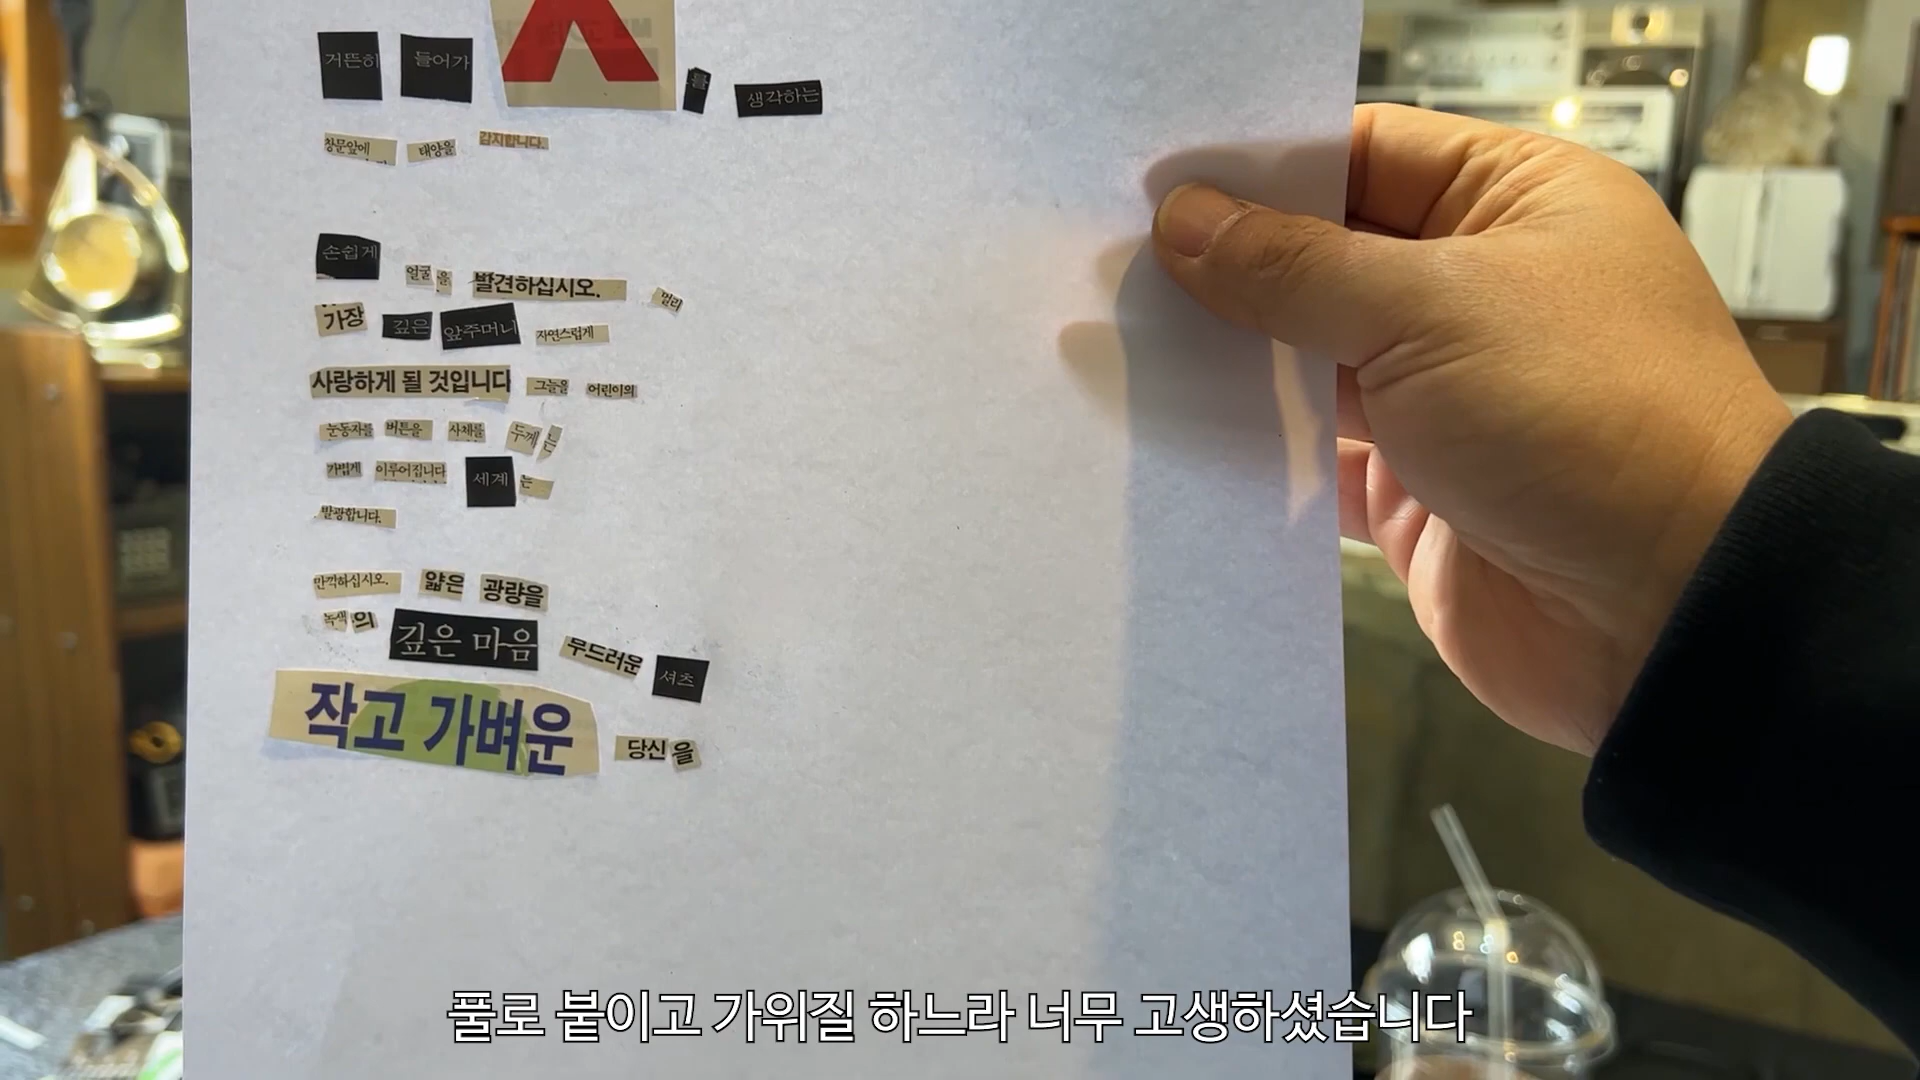 거뜬히 들어가 를 생각하는
창문앞에 태양을 감지합니다.
손쉽게 얼굴을 발견하십시오. 멀리
가장 깊은 앞주머니 자연스럽게
사랑하게 될 것입니다 그늘을 어린이의
눈동자를 버튼을 사체를 두께는
가볍게 이루어집니다 세계는
발광합니다.
만끽하십시오. 얇은 광량을
녹색의 깊은 마음 부드러운 셔츠
작고 가벼운 당신을
풀로 붙이고 가위질 하느라 너무 고생하셨습니다